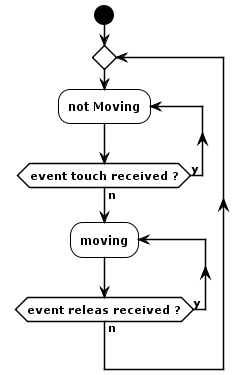 not Moving
event touch received ?
y
n
moving
event releas received ?
y
n